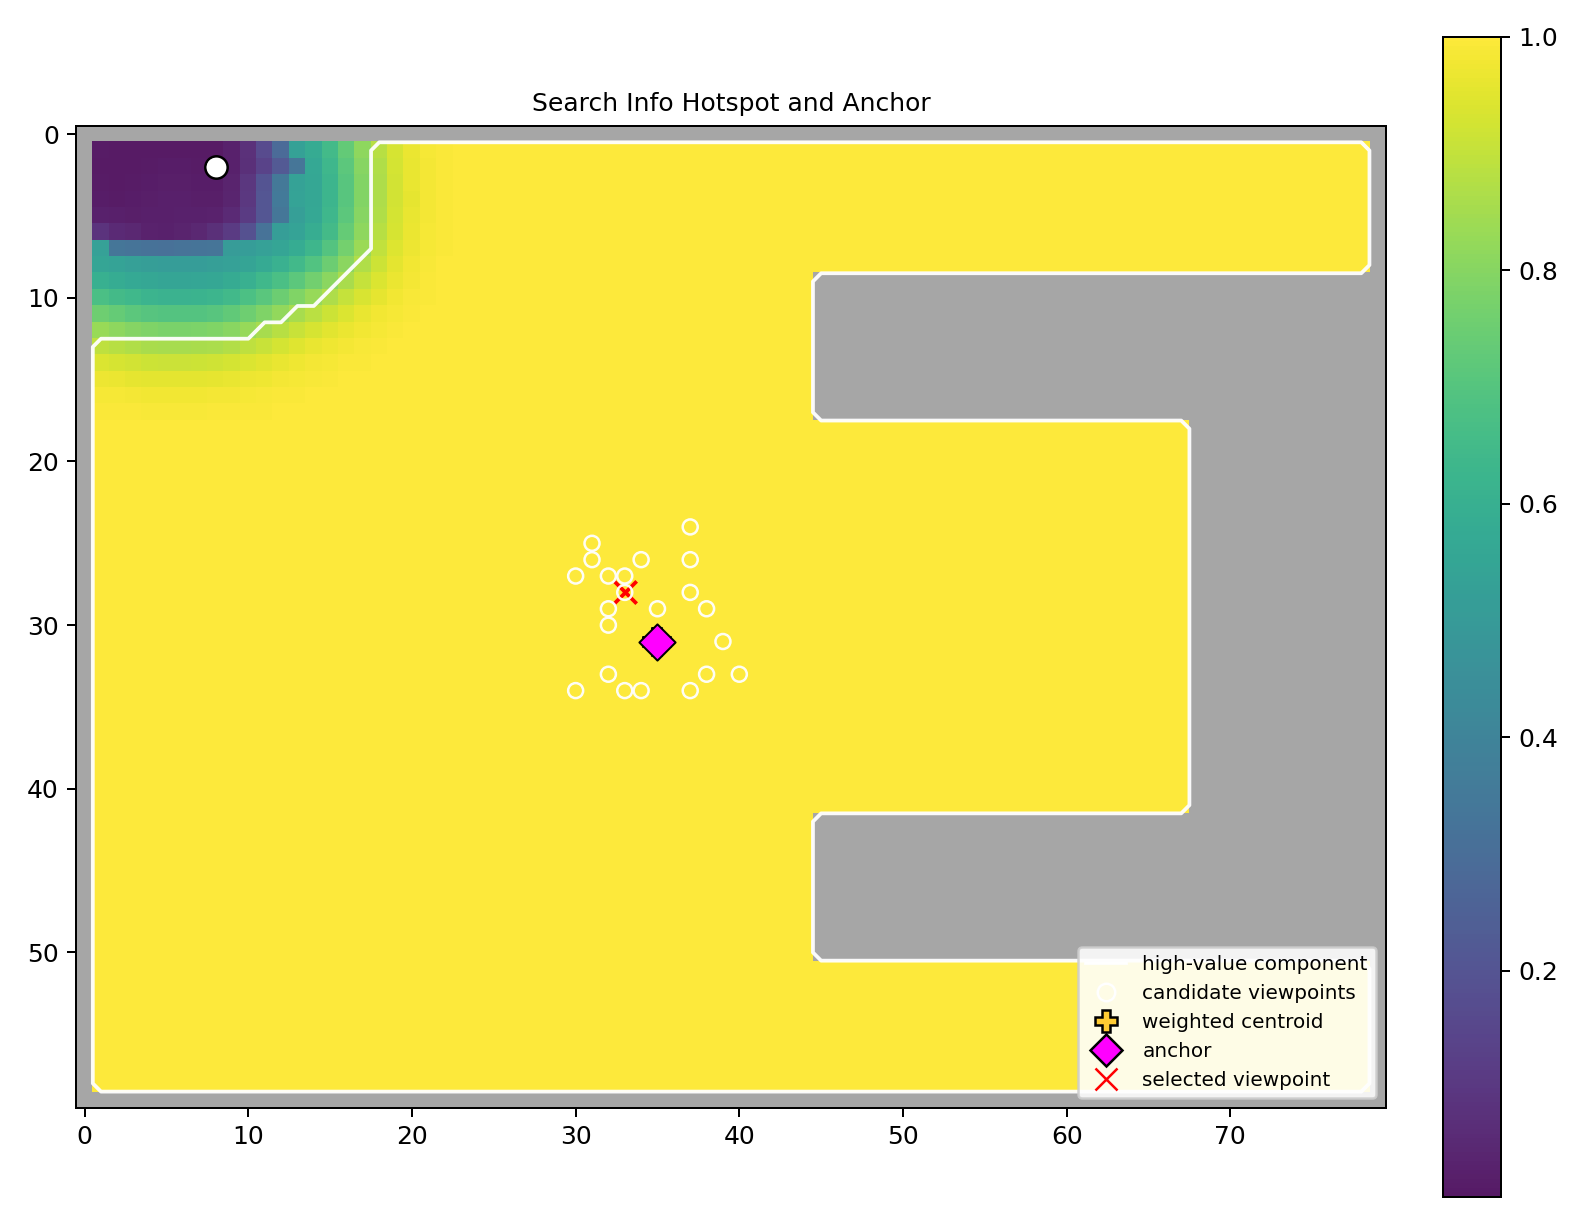 Search Info Hotspot and Anchor
0
10
20
30
40
50
0 10 20 30 40 50 60 70
1.0
0.8
0.6
0.4
0.2
high-value component
candidate viewpoints
weighted centroid
anchor
selected viewpoint